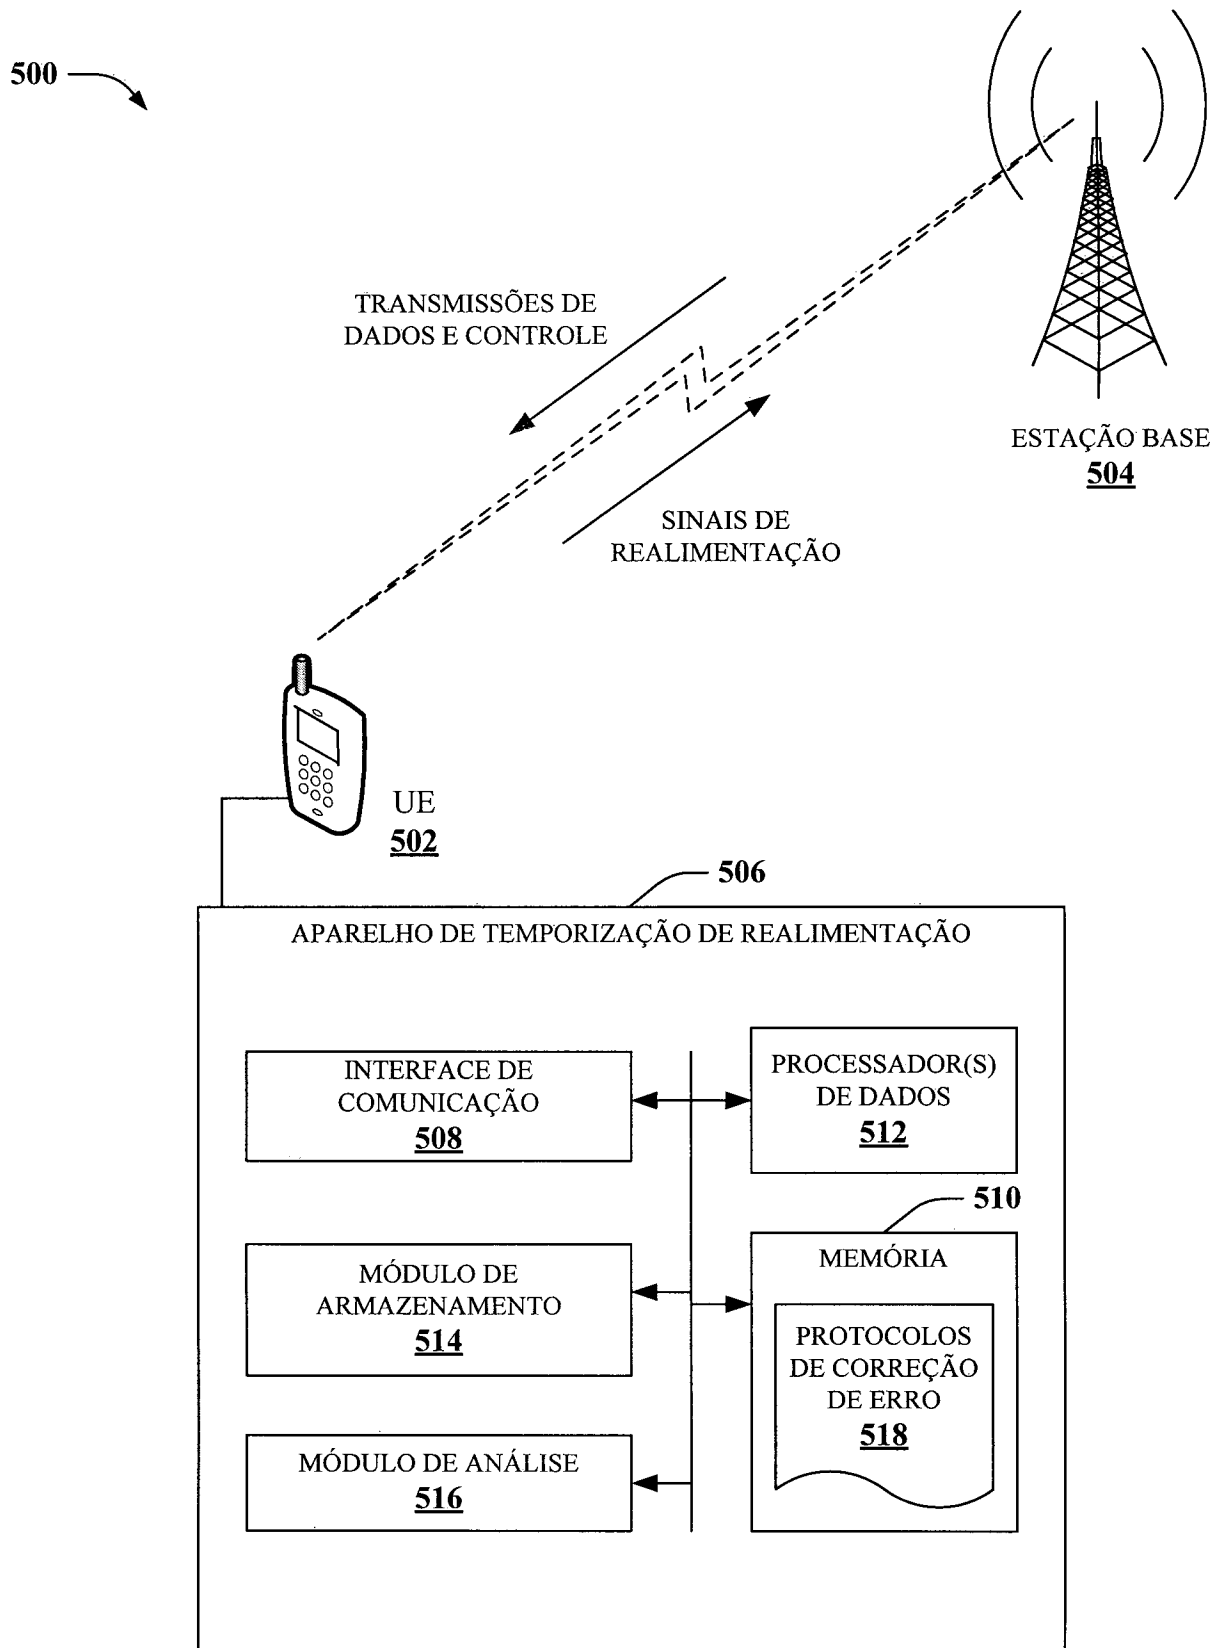 500
TRANSMISSÕES DE
DADOS E CONTROLE
ESTAÇÃO BASE
504
SINAIS DE
REALIMENTAÇÃO
UE
502
506
APARELHO DE TEMPORIZAÇÃO DE REALIMENTAÇÃO
INTERFACE DE
COMUNICAÇÃO
508
PROCESSADOR(S)
DE DADOS
512
510
MÓDULO DE
ARMAZENAMENTO
514
MEMÓRIA
PROTOCOLOS
DE CORREÇÃO
DE ERRO
518
MÓDULO DE ANÁLISE
516